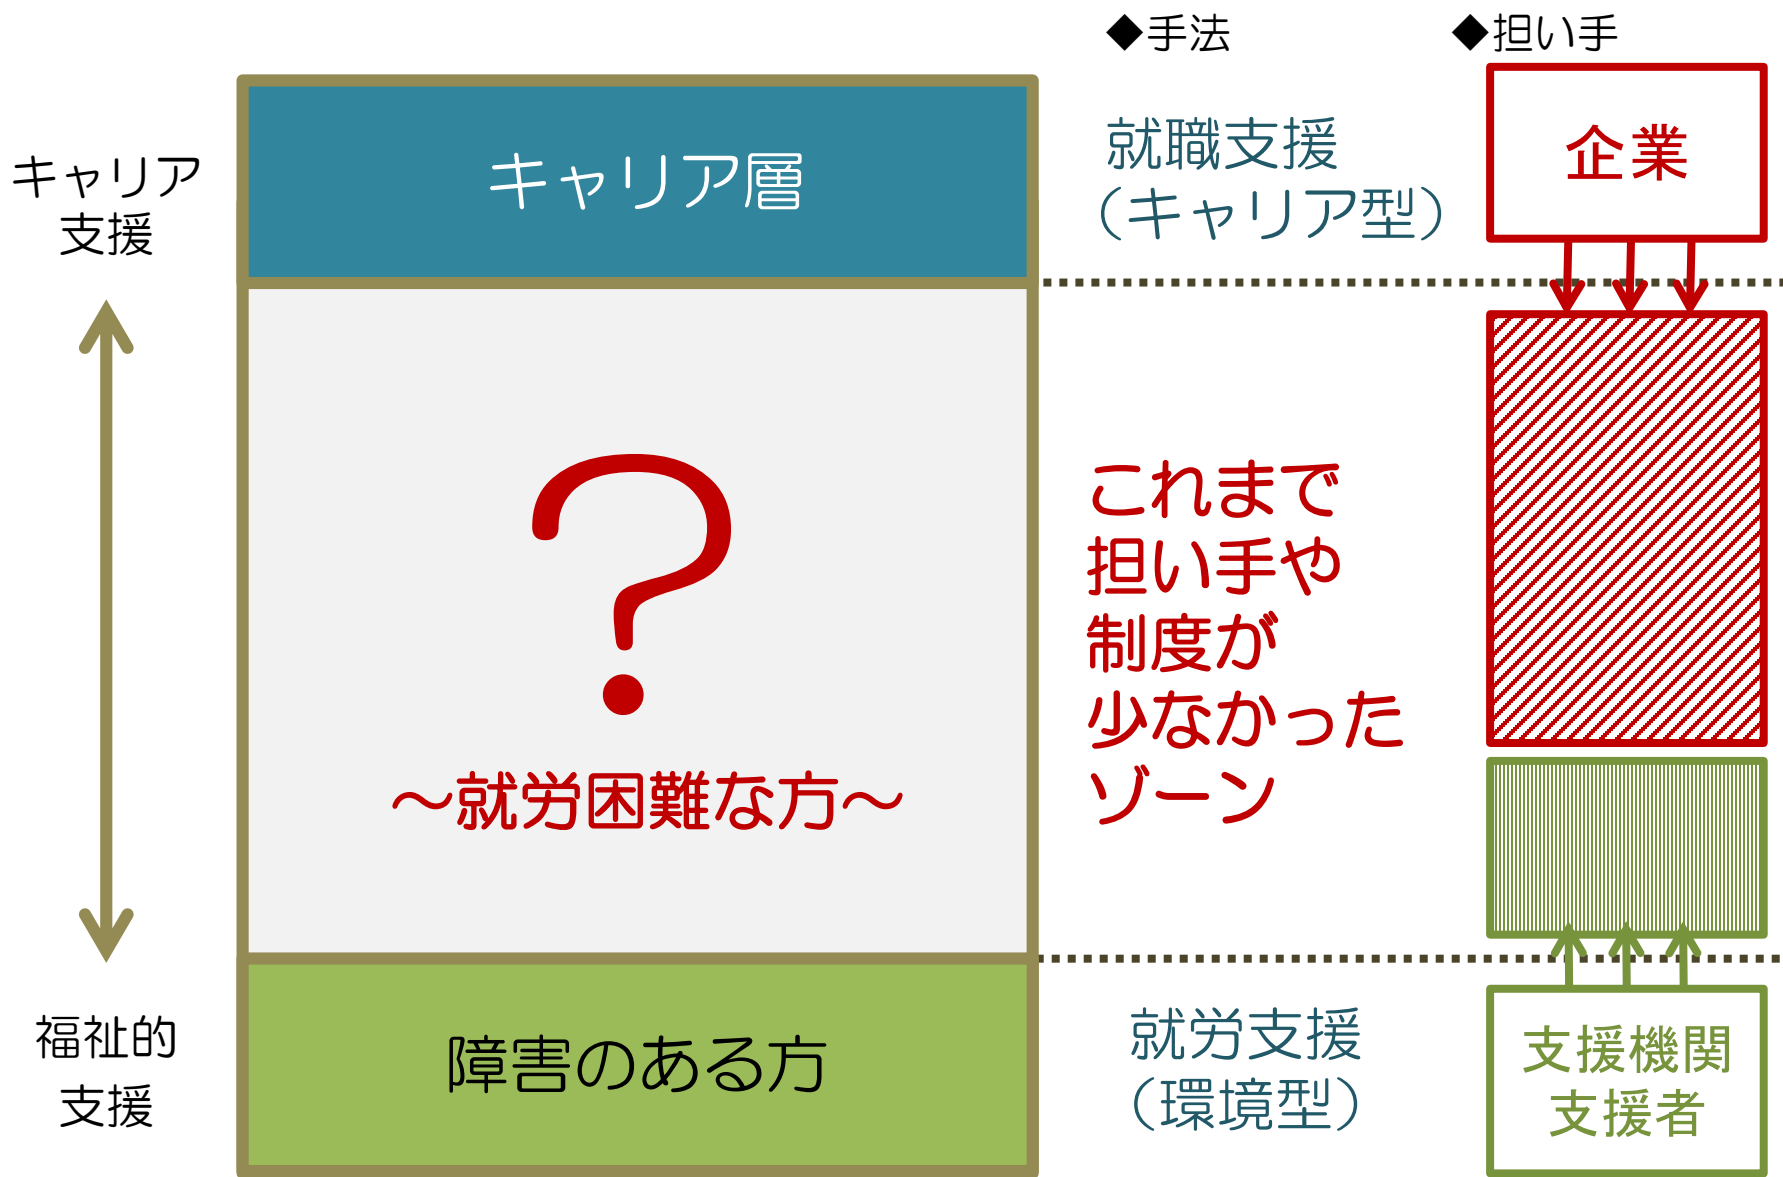 ◆手法
◆担い手
キャリア
支援
キャリア層
就職支援
（キャリア型）
企業
？
～就労困難な方～
これまで
担い手や
制度が
少なかった
ゾーン
福祉的
支援
障害のある方
就労支援
（環境型）
支援機関
支援者